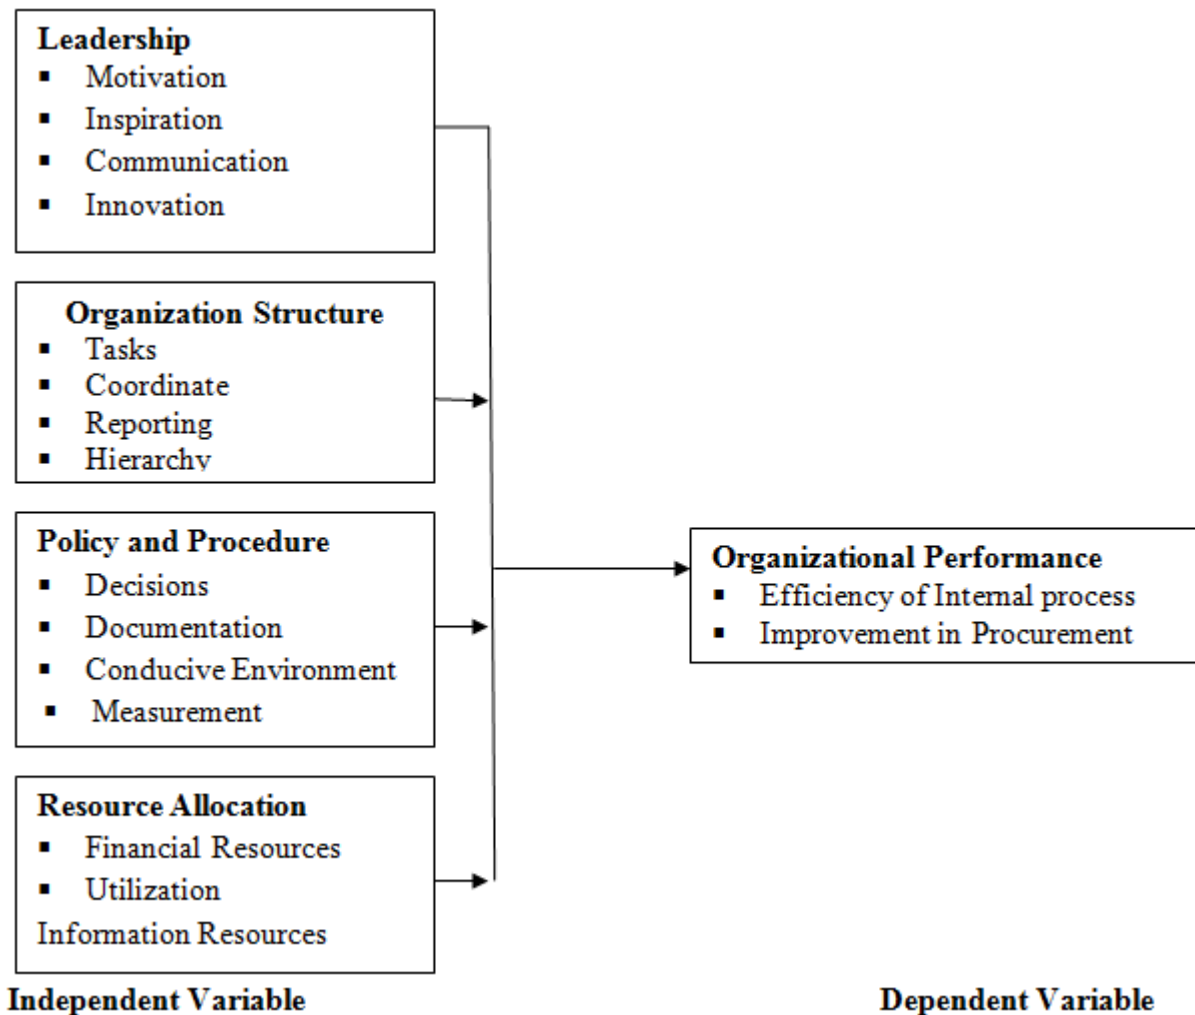 Leadership
▪ Motivation
▪ Inspiration
▪ Communication
▪ Innovation
Organization Structure
▪ Tasks
▪ Coordinate
▪ Reporting
▪ Hierarchy
Policy and Procedure
▪ Decisions
▪ Documentation
▪ Conducive Environment
▪ Measurement
Resource Allocation
▪ Financial Resources
▪ Utilization
Information Resources
Independent Variable
Organizational Performance
▪ Efficiency of Internal process
▪ Improvement in Procurement
Dependent Variable